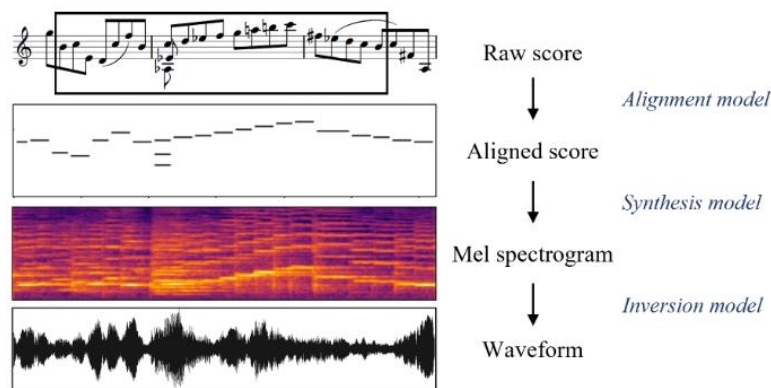 Raw score
Alignment model
Aligned score
Synthesis model
Mel spectrogram
Inversion model
Waveform